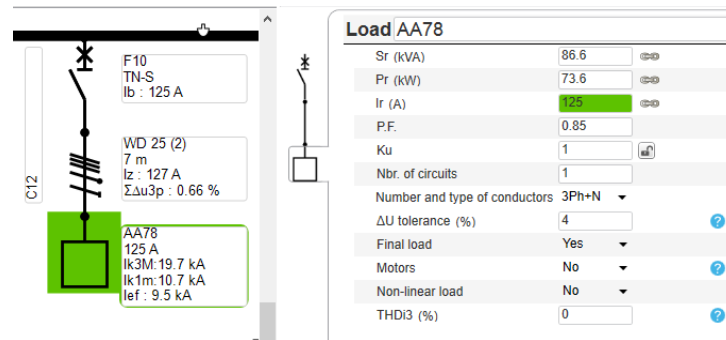 F10
TN-S
Ib : 125 A
WD 25 (2)
7 m
Iz : 127 A
ΣΔu3p : 0.66 %
C12
AA78
125 A
Ik3M:19.7 kA
Ik1m:10.7 kA
Ief : 9.5 kA
Load AA78
Sr (kVA) 86.6
Pr (kW) 73.6
Ir (A) 125
P.F. 0.85
Ku 1
Nbr. of circuits 1
Number and type of conductors 3Ph+N
ΔU tolerance (%) 4 ?
Final load Yes
Motors No ?
Non-linear load No
THDi3 (%) 0 ?